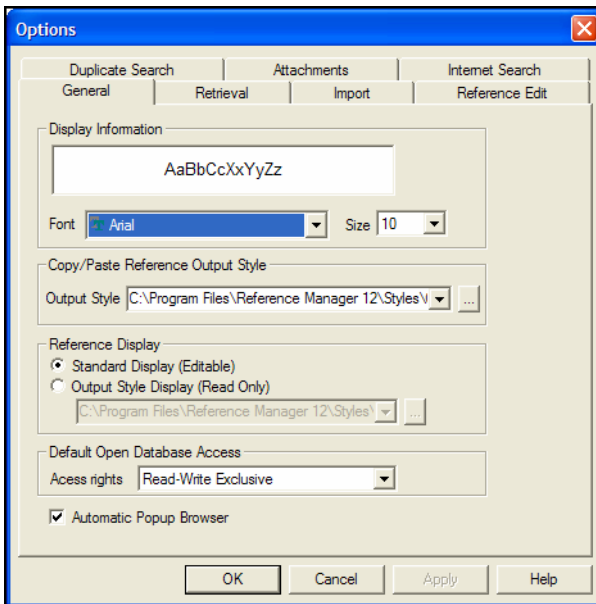 Options
Duplicate Search Attachments Internet Search
General Retrieval Import Reference Edit
Display Information
AaBbCcXxYyZz
Font Arial Size 10
Copy/Paste Reference Output Style
Output Style C:\Program Files\Reference Manager 12\Styles\ ...
Reference Display
Standard Display (Editable)
Output Style Display (Read Only)
C:\Program Files\Reference Manager 12\Styles\ ...
Default Open Database Access
Acess rights Read-Write Exclusive
Automatic Popup Browser
OK Cancel Apply Help